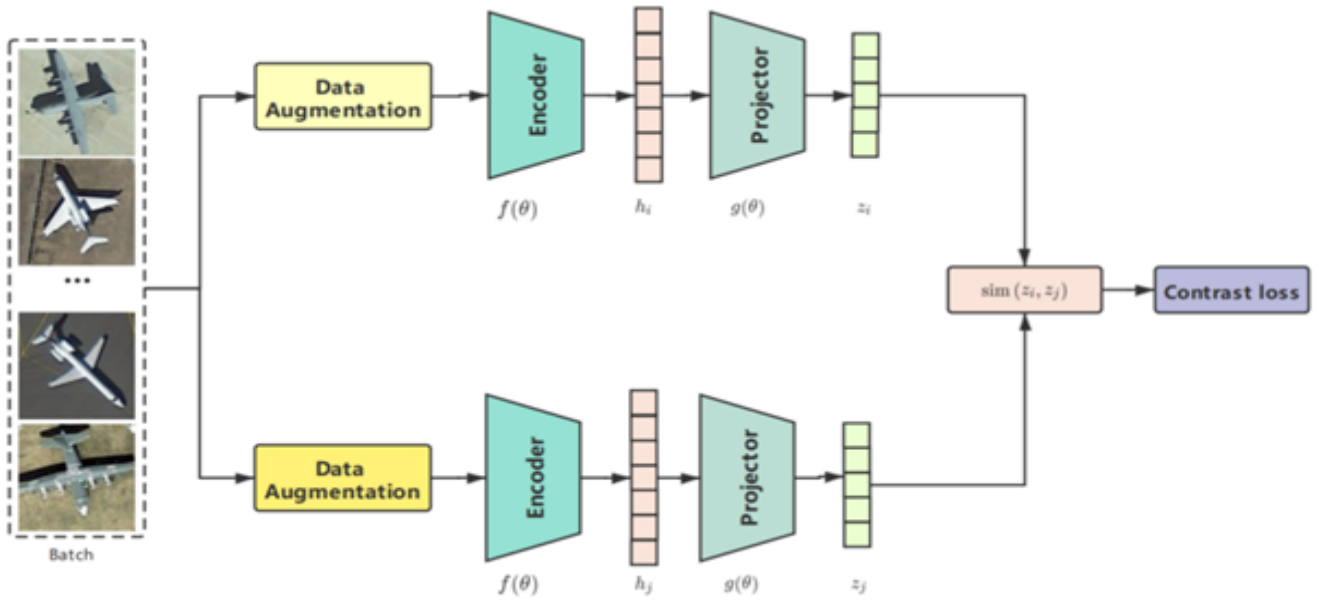 Data
Augmentation
Encoder
Projector
f(θ)
h_i
g(θ)
z_i
...
sim (z_i, z_j)
Contrast loss
Data
Augmentation
Encoder
Projector
Batch
f(θ)
h_j
g(θ)
z_j